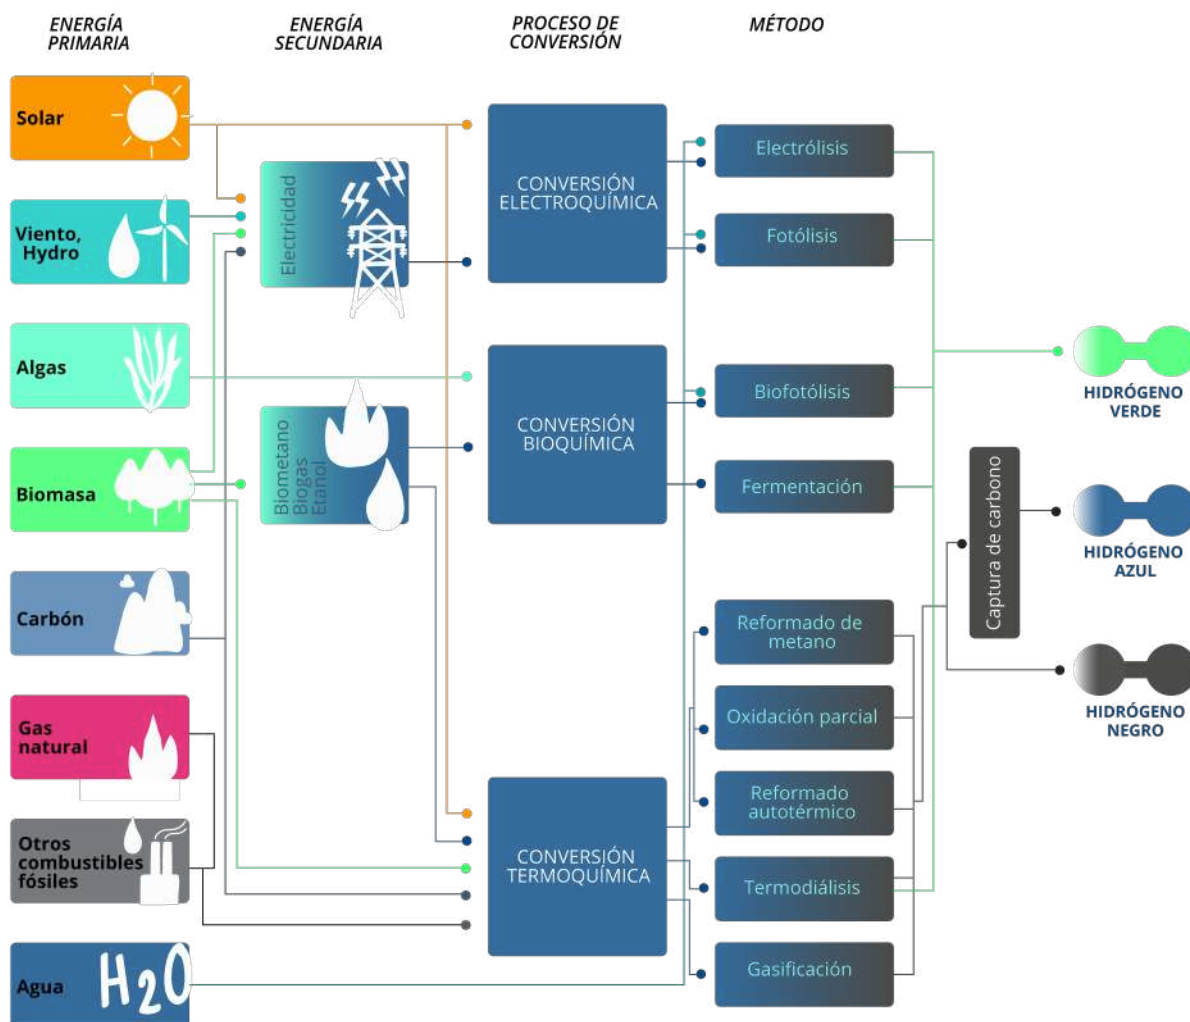 ENERGÍA
PRIMARIA
ENERGÍA
SECUNDARIA
PROCESO DE
CONVERSIÓN
MÉTODO
Solar
Viento,
Hydro
Algas
Biomasa
Carbón
Gas
natural
Otros
combustibles
fósiles
Agua
H2O
Electricidad
Biometano
Biogas
Etanol
CONVERSIÓN
ELECTROQUÍMICA
CONVERSIÓN
BIOQUÍMICA
CONVERSIÓN
TERMOQUÍMICA
Electrólisis
Fotólisis
Biofotólisis
Fermentación
Reformado de
metano
Oxidación parcial
Reformado
autotérmico
Termodiálisis
Gasificación
Captura de carbono
HIDRÓGENO
VERDE
HIDRÓGENO
AZUL
HIDRÓGENO
NEGRO